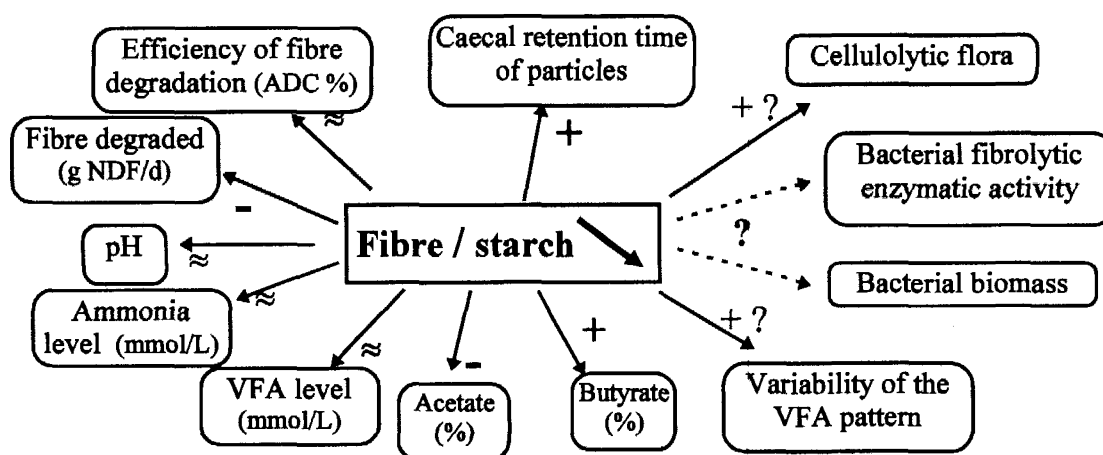 Efficiency of fibre
degradation (ADC %)
Caecal retention time
of particles
Cellulolytic flora
≈
+
+ ?
Fibre degraded
(g NDF/d)
Bacterial fibrolytic
enzymatic activity
-
pH
≈
Fibre / starch
?
Ammonia
level (mmol/L)
≈
Bacterial biomass
VFA level
(mmol/L)
≈
-
Acetate
(%)
+
Butyrate
(%)
+ ?
Variability of the
VFA pattern